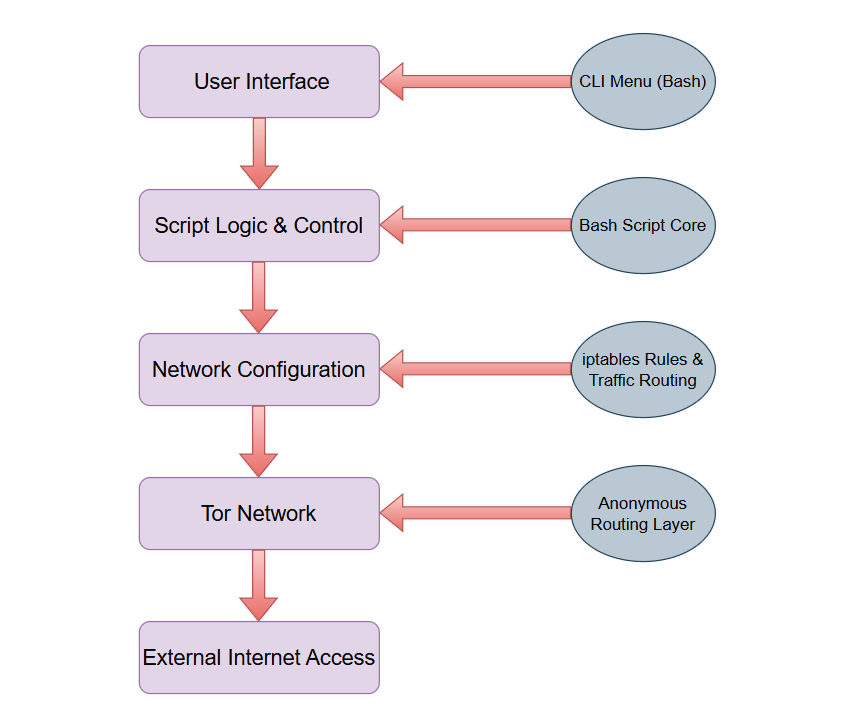 User Interface
CLI Menu (Bash)
Script Logic & Control
Bash Script Core
Network Configuration
iptables Rules &
Traffic Routing
Tor Network
Anonymous
Routing Layer
External Internet Access